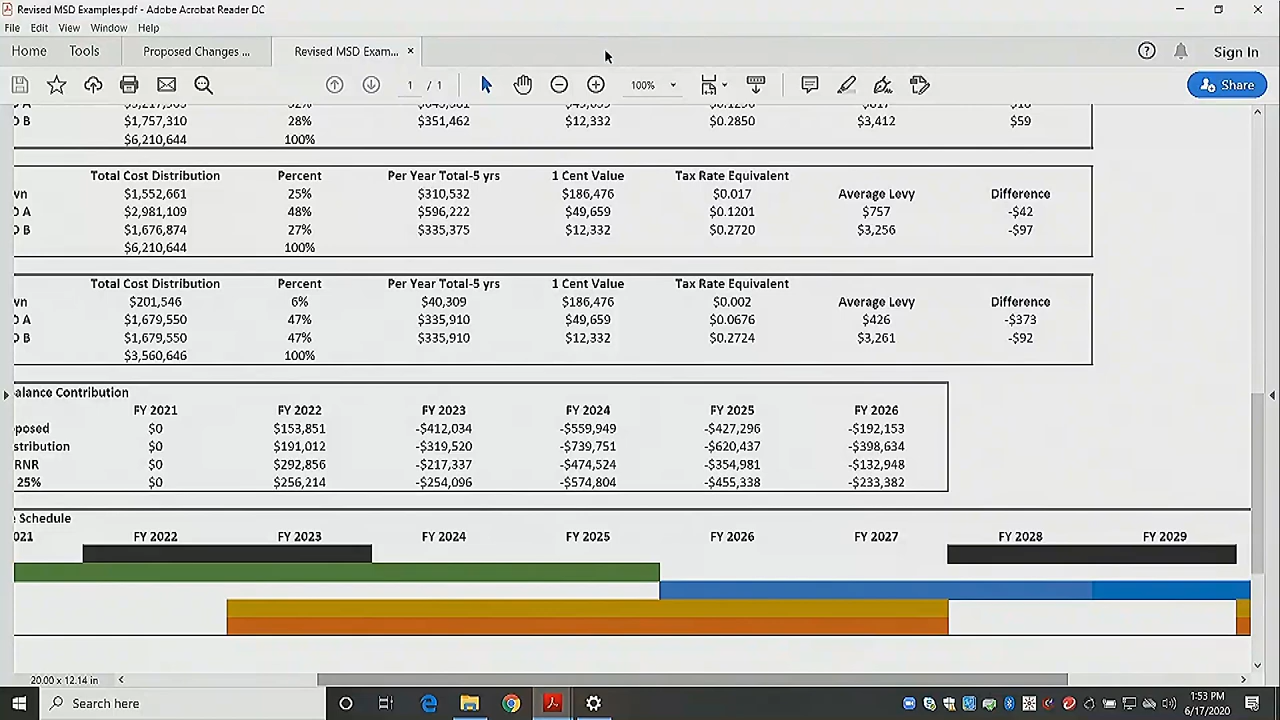 Revised MSD Examples.pdf - Adobe Acrobat Reader DC
File Edit View Window Help
Home Tools Proposed Changes ... Revised MSD Exam... × Sign In
1 / 1 100% Share
D B $1,757,310 28% $351,462 $12,332 $0.2850 $3,412 $59
$6,210,644 100%
Total Cost Distribution Percent Per Year Total-5 yrs 1 Cent Value Tax Rate Equivalent
wn $1,552,661 25% $310,532 $186,476 $0.017 Average Levy Difference
D A $2,981,109 48% $596,222 $49,659 $0.1201 $757 -$42
D B $1,676,874 27% $335,375 $12,332 $0.2720 $3,256 -$97
$6,210,644 100%
Total Cost Distribution Percent Per Year Total-5 yrs 1 Cent Value Tax Rate Equivalent
wn $201,546 6% $40,309 $186,476 $0.002 Average Levy Difference
D A $1,679,550 47% $335,910 $49,659 $0.0676 $426 -$373
D B $1,679,550 47% $335,910 $12,332 $0.2724 $3,261 -$92
$3,560,646 100%
alance Contribution
FY 2021 FY 2022 FY 2023 FY 2024 FY 2025 FY 2026
posed $0 $153,851 -$412,034 -$559,949 -$427,296 -$192,153
stribution $0 $191,012 -$319,520 -$739,751 -$620,437 -$398,634
RNR $0 $292,856 -$217,337 -$474,524 -$354,981 -$132,948
25% $0 $256,214 -$254,096 -$574,804 -$455,338 -$233,382
e Schedule
021 FY 2022 FY 2023 FY 2024 FY 2025 FY 2026 FY 2027 FY 2028 FY 2029
20.00 x 12.14 in
Search here
1:53 PM
6/17/2020